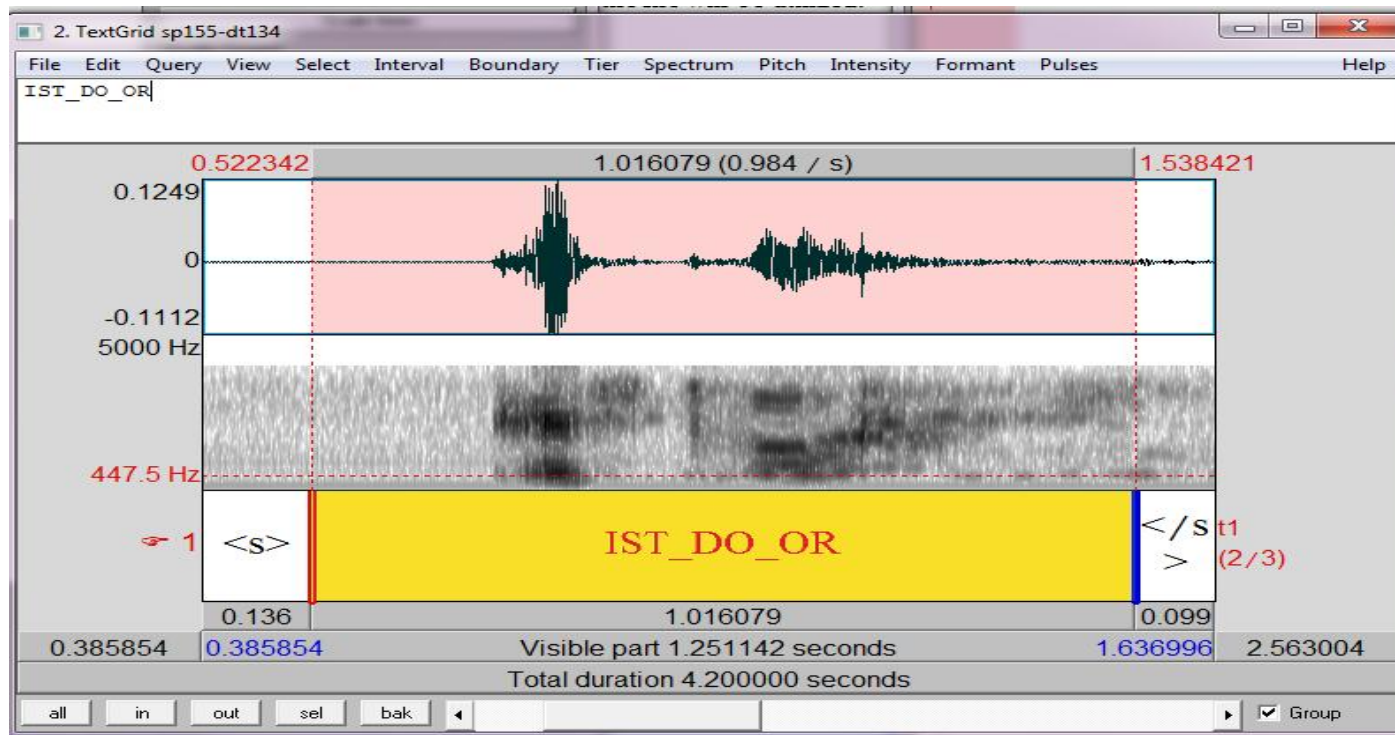 2. TextGrid sp155-dt134
File Edit Query View Select Interval Boundary Tier Spectrum Pitch Intensity Formant Pulses Help
IST_DO_OR
0.522342 1.016079 (0.984 / s) 1.538421
0.1249
0
-0.1112
5000 Hz
447.5 Hz
☞ 1 <s> IST_DO_OR </s
> t1
(2/3)
0.136 1.016079 0.099
0.385854 0.385854 Visible part 1.251142 seconds 1.636996 2.563004
Total duration 4.200000 seconds
all in out sel bak Group